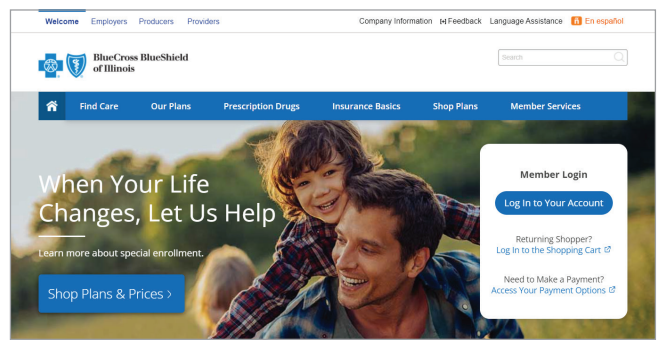 Welcome Employers Producers Providers Company Information [+] Feedback Language Assistance En español
BlueCross BlueShield
of Illinois
Search
Find Care Our Plans Prescription Drugs Insurance Basics Shop Plans Member Services
When Your Life
Changes, Let Us Help
Learn more about special enrollment.
Shop Plans & Prices >
Member Login
Log In to Your Account
Returning Shopper?
Log In to the Shopping Cart
Need to Make a Payment?
Access Your Payment Options